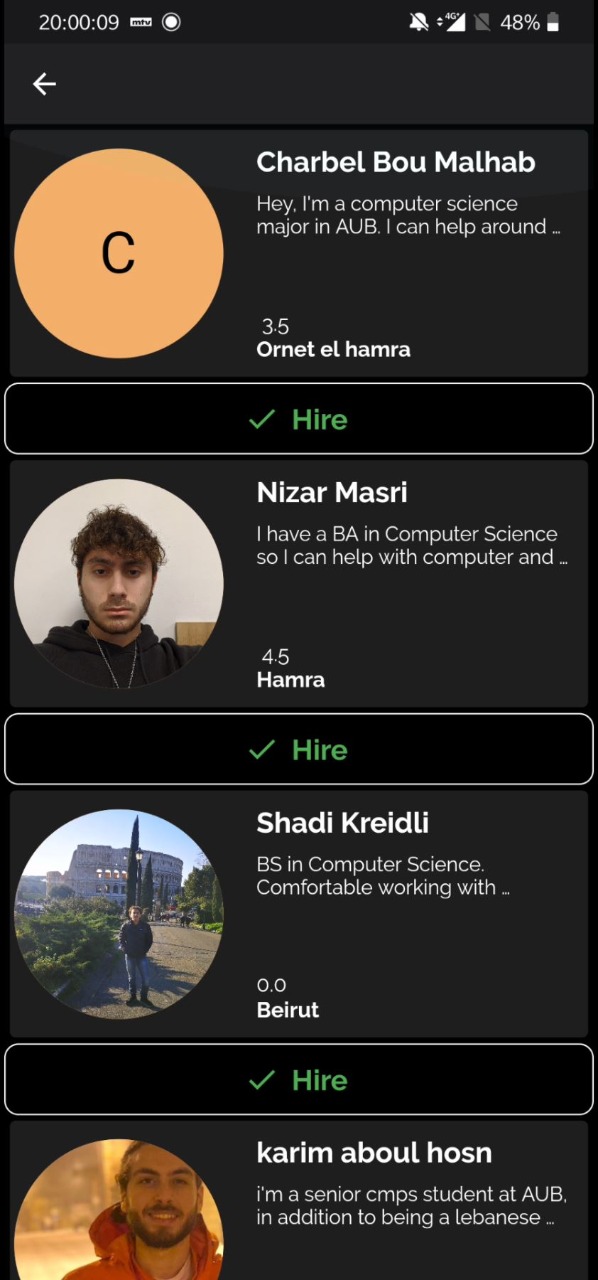 20:00:09 mtv 4G+ 48%
Charbel Bou Malhab
Hey, I'm a computer science
major in AUB. I can help around ...
C
3.5
Ornet el hamra
Hire
Nizar Masri
I have a BA in Computer Science
so I can help with computer and ...
4.5
Hamra
Hire
Shadi Kreidli
BS in Computer Science.
Comfortable working with ...
0.0
Beirut
Hire
karim aboul hosn
i'm a senior cmps student at AUB,
in addition to being a lebanese ...